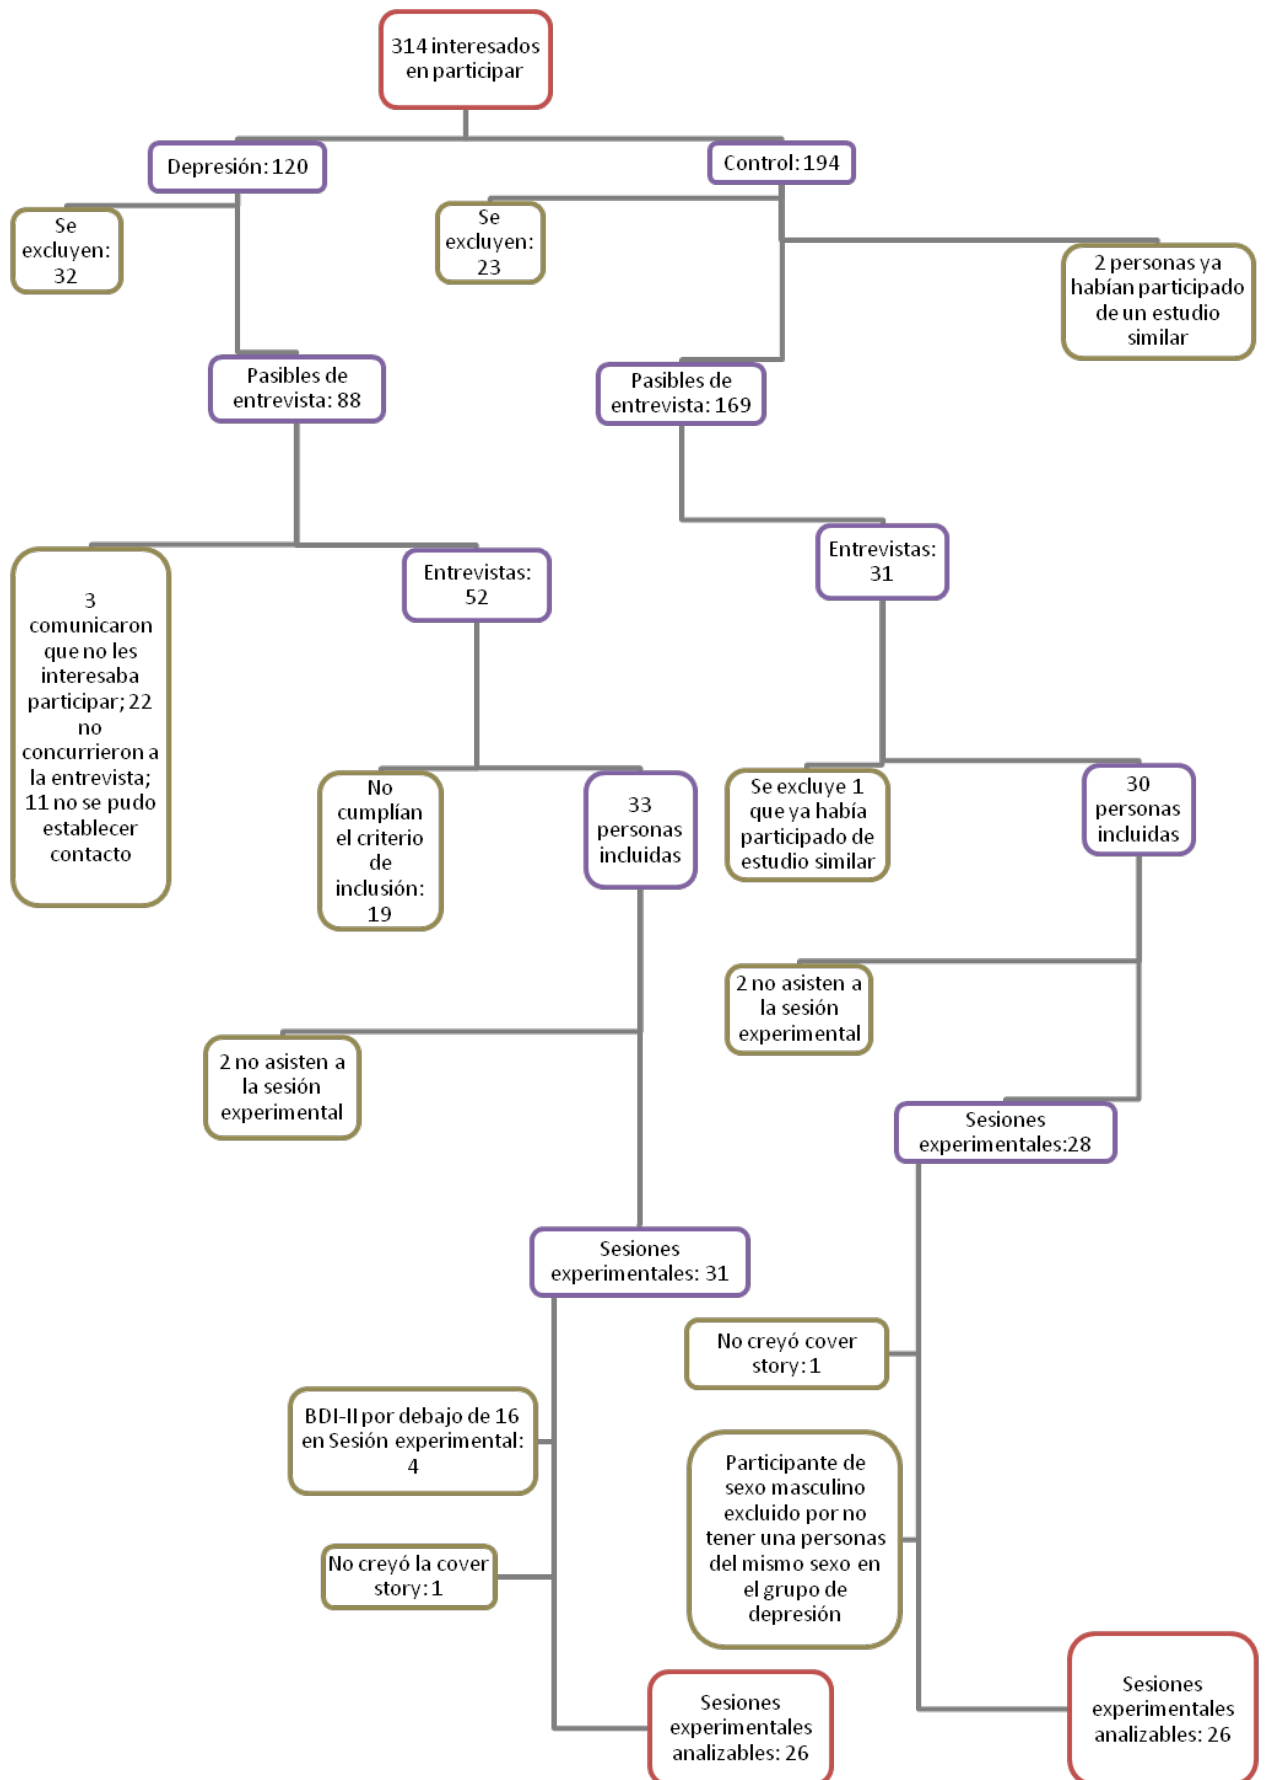 314 interesados
en participar
Depresión: 120
Control: 194
Se
excluyen:
32
Se
excluyen:
23
2 personas ya
habían participado
de un estudio
similar
Pasibles de
entrevista: 88
Pasibles de
entrevista: 169
3
comunicaron
que no les
interesaba
participar; 22
no
concurrieron a
la entrevista;
11 no se pudo
establecer
contacto
Entrevistas:
52
Entrevistas:
31
No
cumplían
el criterio
de
inclusión:
19
33
personas
incluidas
Se excluye 1
que ya había
participado de
estudio similar
30
personas
incluidas
2 no asisten a
la sesión
experimental
2 no asisten a
la sesión
experimental
Sesiones
experimentales:28
Sesiones
experimentales: 31
No creyó cover
story: 1
BDI-II por debajo de 16
en Sesión experimental:
4
Participante de
sexo masculino
excluido por no
tener una personas
del mismo sexo en
el grupo de
depresión
No creyó la cover
story: 1
Sesiones
experimentales
analizables: 26
Sesiones
experimentales
analizables: 26